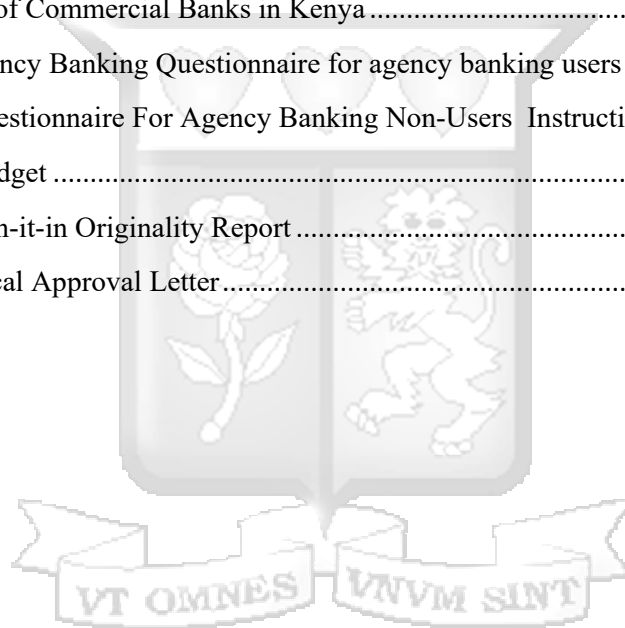 of Commercial Banks in Kenya........................................
ncy Banking Questionnaire for agency banking users
estionnaire For Agency Banking Non-Users  Instructi
dget........................................................................................
n-it-in Originality Report..................................................
cal Approval Letter............................................................
VT OMNES VNVM SINT